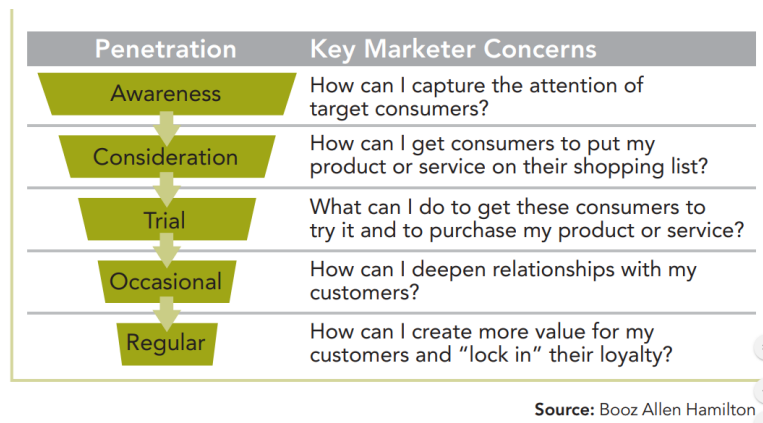 Penetration Key Marketer Concerns
Awareness
How can I capture the attention of
target consumers?
Consideration
How can I get consumers to put my
product or service on their shopping list?
Trial
What can I do to get these consumers to
try it and to purchase my product or service?
Occasional
How can I deepen relationships with my
customers?
Regular
How can I create more value for my
customers and “lock in” their loyalty?
Source: Booz Allen Hamilton